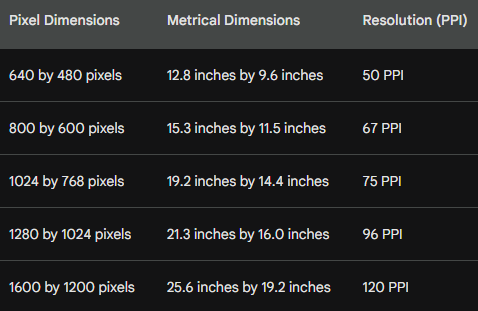 Pixel Dimensions Metrical Dimensions Resolution (PPI)
640 by 480 pixels 12.8 inches by 9.6 inches 50 PPI
800 by 600 pixels 15.3 inches by 11.5 inches 67 PPI
1024 by 768 pixels 19.2 inches by 14.4 inches 75 PPI
1280 by 1024 pixels 21.3 inches by 16.0 inches 96 PPI
1600 by 1200 pixels 25.6 inches by 19.2 inches 120 PPI